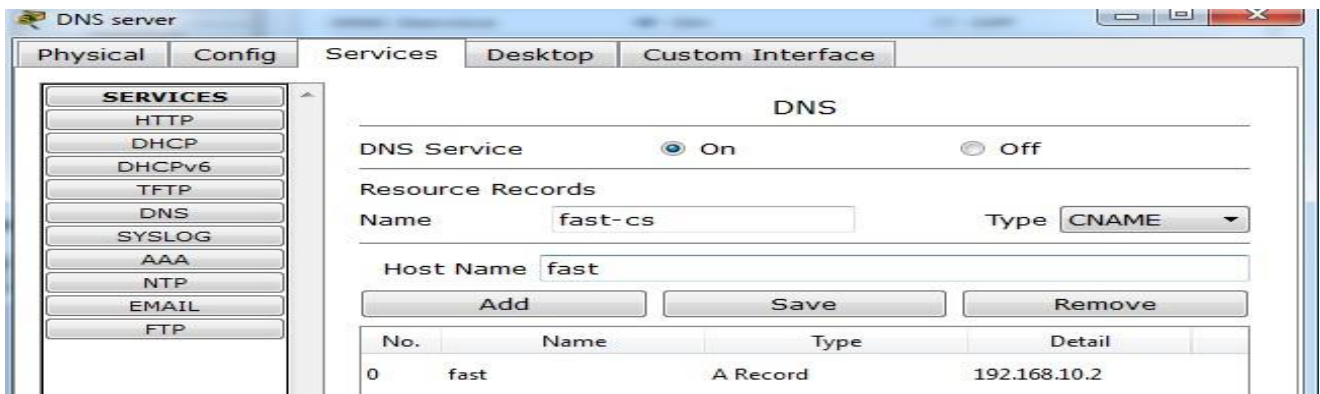 DNS server
Physical Config Services Desktop Custom Interface
SERVICES
HTTP
DHCP
DHCPv6
TFTP
DNS
SYSLOG
AAA
NTP
EMAIL
FTP
DNS
DNS Service On Off
Resource Records
Name fast-cs Type CNAME
Host Name fast
Add Save Remove
No. Name Type Detail
0 fast A Record 192.168.10.2